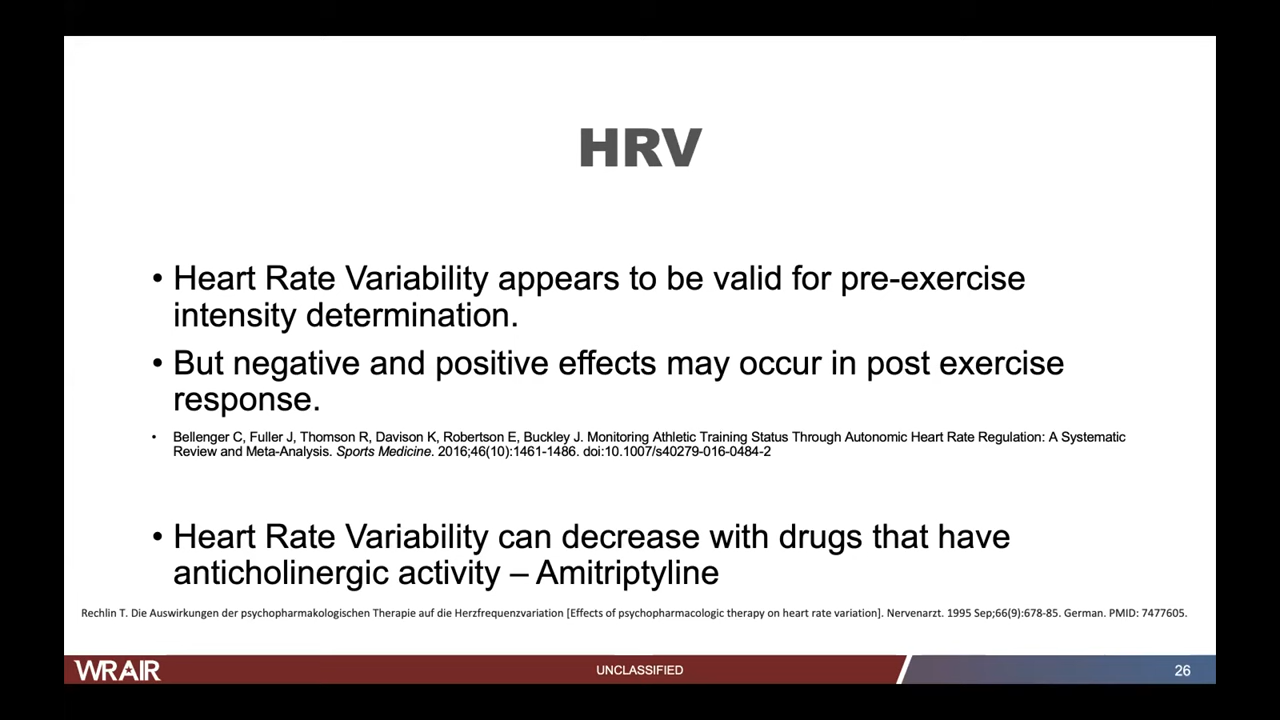 HRV
• Heart Rate Variability appears to be valid for pre-exercise
intensity determination.
• But negative and positive effects may occur in post exercise
response.
• Bellenger C, Fuller J, Thomson R, Davison K, Robertson E, Buckley J. Monitoring Athletic Training Status Through Autonomic Heart Rate Regulation: A Systematic
Review and Meta-Analysis. Sports Medicine. 2016;46(10):1461-1486. doi:10.1007/s40279-016-0484-2
• Heart Rate Variability can decrease with drugs that have
anticholinergic activity – Amitriptyline
Rechlin T. Die Auswirkungen der psychopharmakologischen Therapie auf die Herzfrequenzvariation [Effects of psychopharmacologic therapy on heart rate variation]. Nervenarzt. 1995 Sep;66(9):678-85. German. PMID: 7477605.
WRAIR
UNCLASSIFIED
26